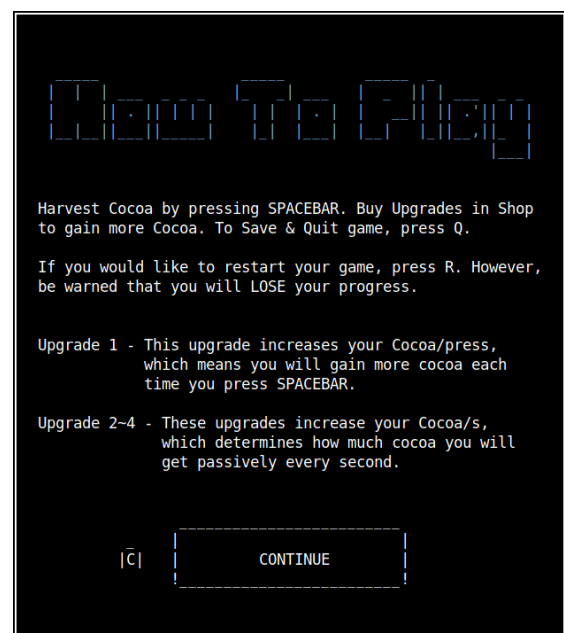 How To Play
Harvest Cocoa by pressing SPACEBAR. Buy Upgrades in Shop
to gain more Cocoa. To Save & Quit game, press Q.
If you would like to restart your game, press R. However,
be warned that you will LOSE your progress.
Upgrade 1 - This upgrade increases your Cocoa/press,
which means you will gain more cocoa each
time you press SPACEBAR.
Upgrade 2~4 - These upgrades increase your Cocoa/s,
which determines how much cocoa you will
get passively every second.
|C| CONTINUE